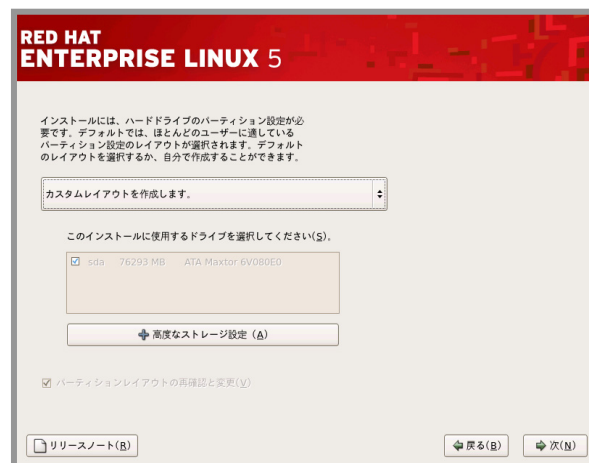 RED HAT
ENTERPRISE LINUX 5
インストールには、ハードドライブのパーティション設定が必
要です。デフォルトでは、ほとんどのユーザーに適している
パーティション設定のレイアウトが選択されます。デフォルト
のレイアウトを選択するか、自分で作成することができます。
カスタムレイアウトを作成します。
このインストールに使用するドライブを選択してください(S)。
sda 76293 MB ATA Maxtor 6V080E0
高度なストレージ設定 (A)
パーティションレイアウトの再確認と変更(V)
リリースノート(R)
戻る(B)
次(N)